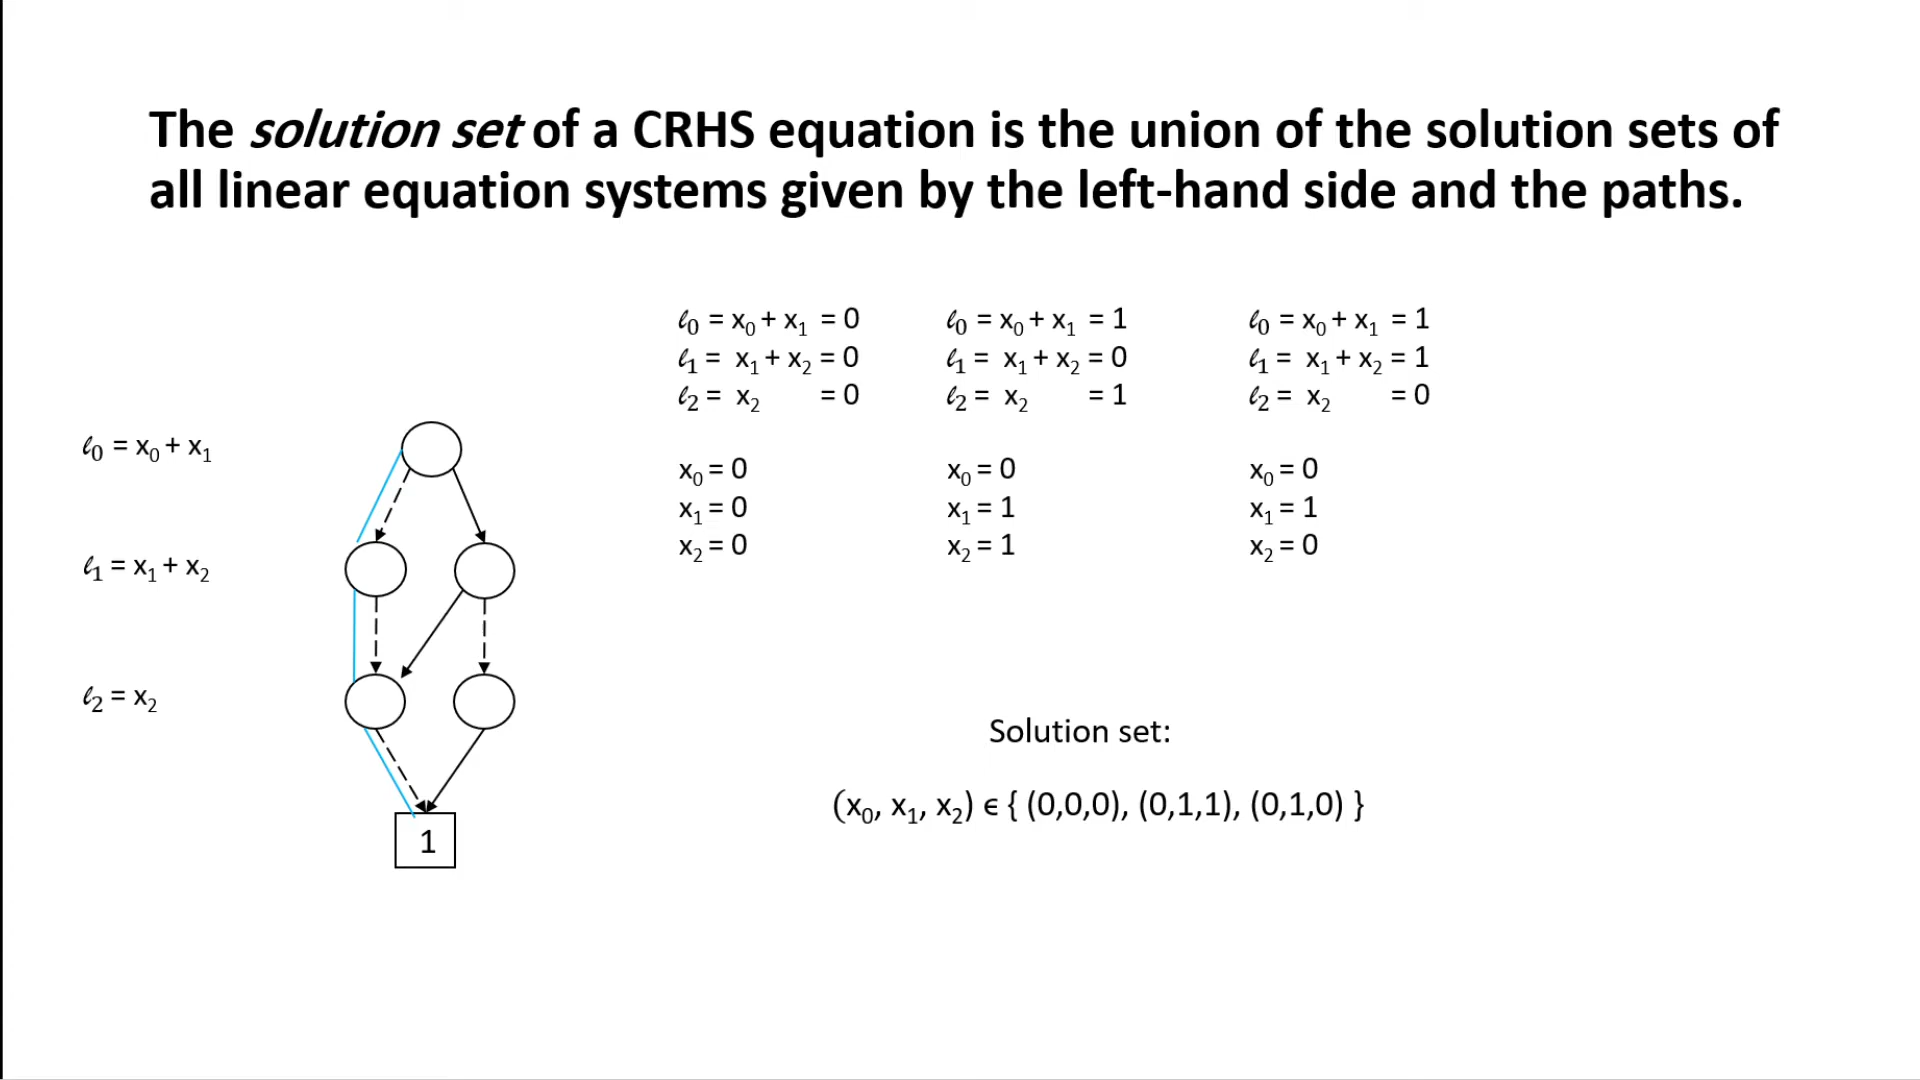 The solution set of a CRHS equation is the union of the solution sets of
all linear equation systems given by the left-hand side and the paths.
ℓ₀ = x₀ + x₁
ℓ₁ = x₁ + x₂
ℓ₂ = x₂
1
ℓ₀ = x₀ + x₁ = 0
ℓ₁ = x₁ + x₂ = 0
ℓ₂ = x₂ = 0
x₀ = 0
x₁ = 0
x₂ = 0
ℓ₀ = x₀ + x₁ = 1
ℓ₁ = x₁ + x₂ = 0
ℓ₂ = x₂ = 1
x₀ = 0
x₁ = 1
x₂ = 1
ℓ₀ = x₀ + x₁ = 1
ℓ₁ = x₁ + x₂ = 1
ℓ₂ = x₂ = 0
x₀ = 0
x₁ = 1
x₂ = 0
Solution set:
(x₀, x₁, x₂) ϵ { (0,0,0), (0,1,1), (0,1,0) }